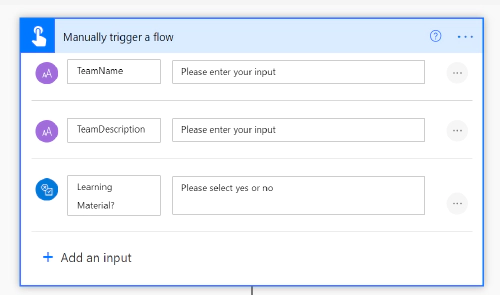 Manually trigger a flow
TeamName
Please enter your input
TeamDescription
Please enter your input
Learning
Material?
Please select yes or no
+ Add an input